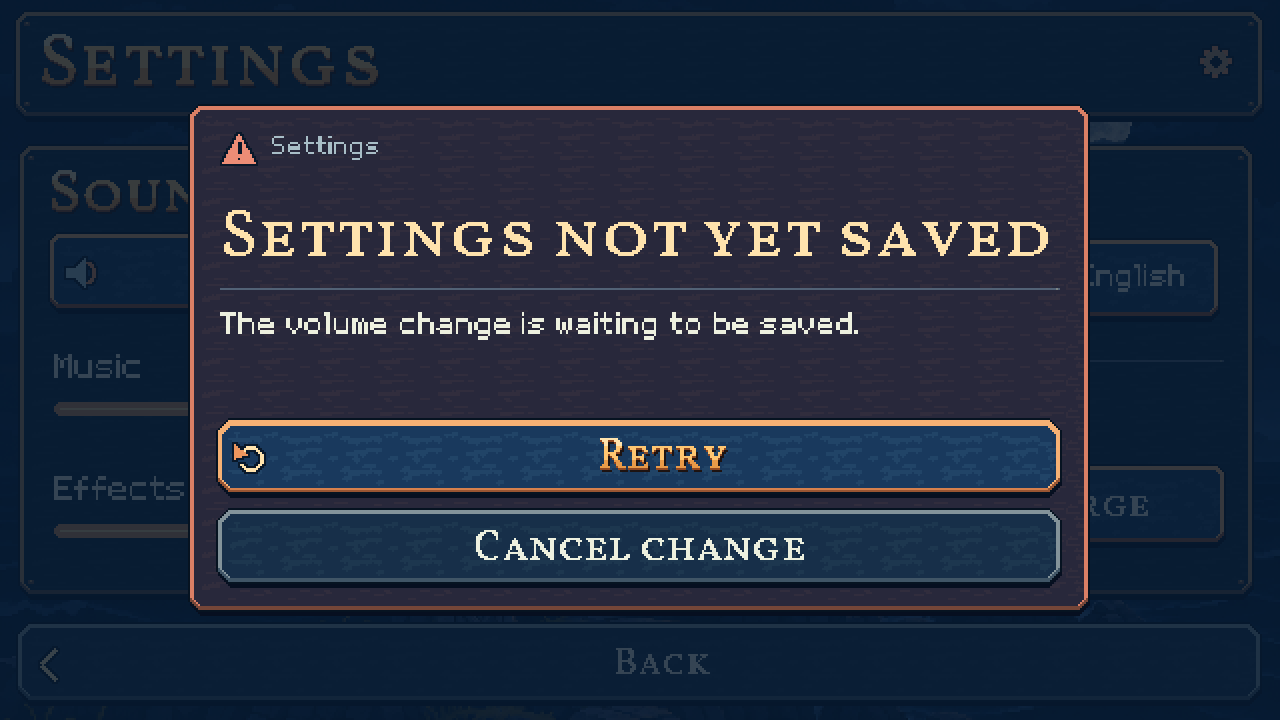 Settings
Settings
Settings not yet saved
The volume change is waiting to be saved.
English
Music
Effects
Retry
Cancel change
Back